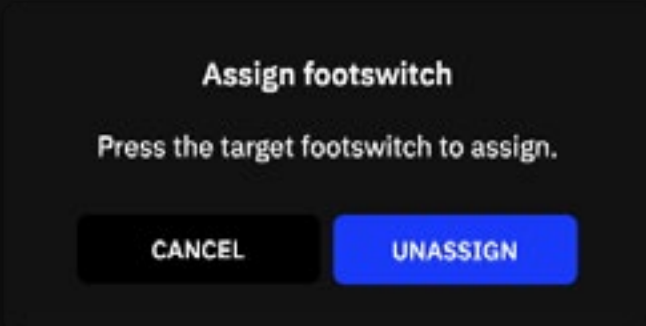 Assign footswitch
Press the target footswitch to assign.
CANCEL
UNASSIGN